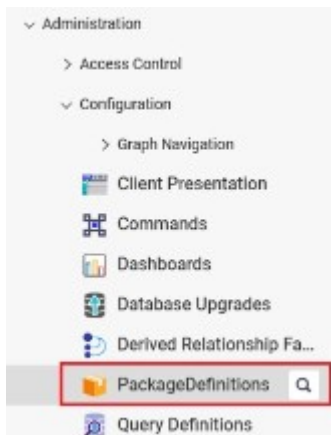 Administration
Access Control
Configuration
Graph Navigation
Client Presentation
Commands
Dashboards
Database Upgrades
Derived Relationship Fa...
PackageDefinitions
Query Definitions